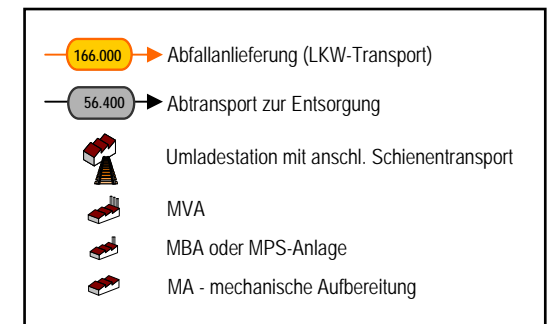 166.000 Abfallanlieferung (LKW-Transport)
56.400 Abtransport zur Entsorgung
Umladestation mit anschl. Schienentransport
MVA
MBA oder MPS-Anlage
MA - mechanische Aufbereitung